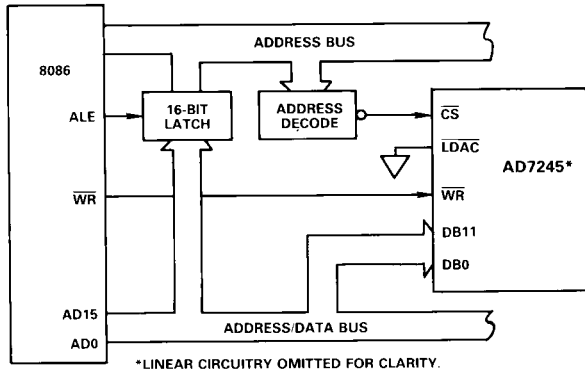 ADDRESS BUS
8086
16-BIT
LATCH
ADDRESS
DECODE
ALE
CS
LDAC
AD7245*
WR
WR
DB11
DB0
AD15
AD0
ADDRESS/DATA BUS
*LINEAR CIRCUITRY OMITTED FOR CLARITY.